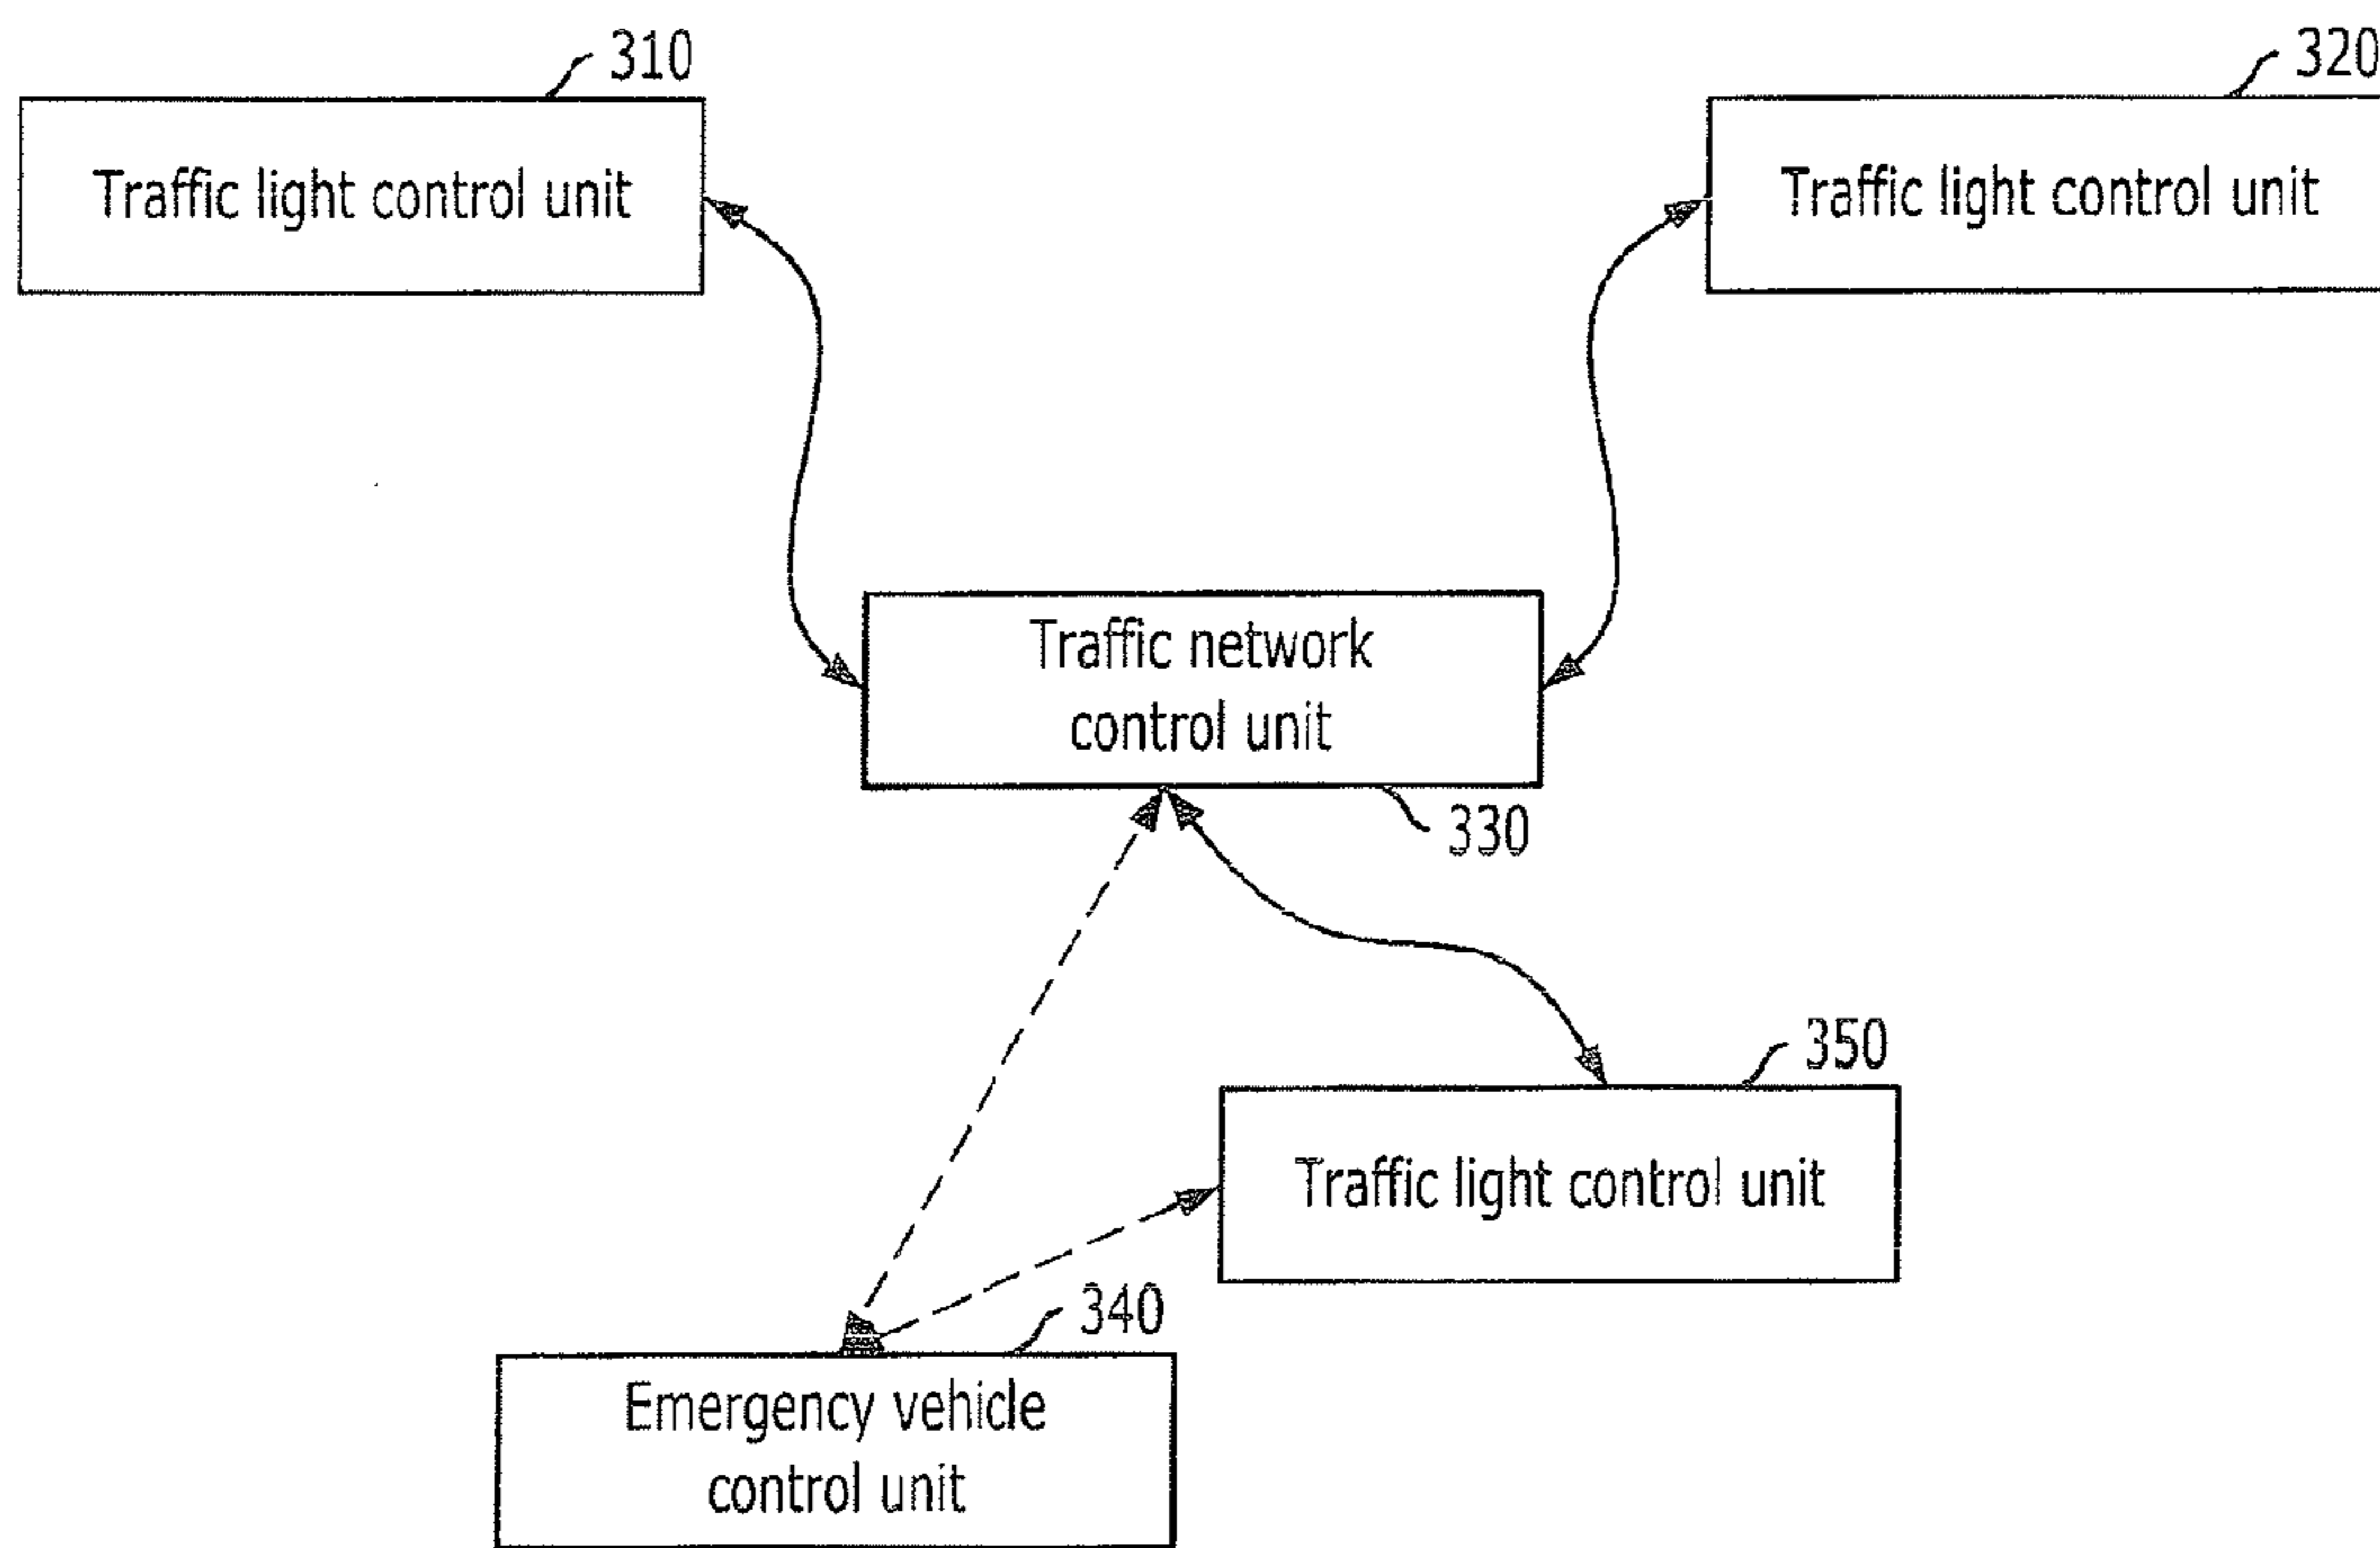 310
320
Traffic light control unit
Traffic light control unit
Traffic network
control unit
330
350
Traffic light control unit
340
Emergency vehicle
control unit